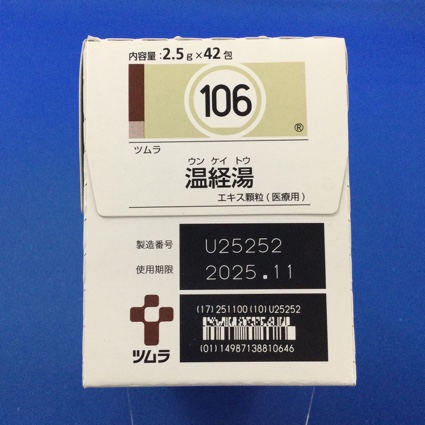 内容量:2.5g×42包
106
®
ツムラ
ウン ケイ トウ
温経湯
エキス顆粒(医療用)
製造番号 U25252
使用期限 2025.11
(17)251100(10)U25252
(01)14987138810646
ツムラ